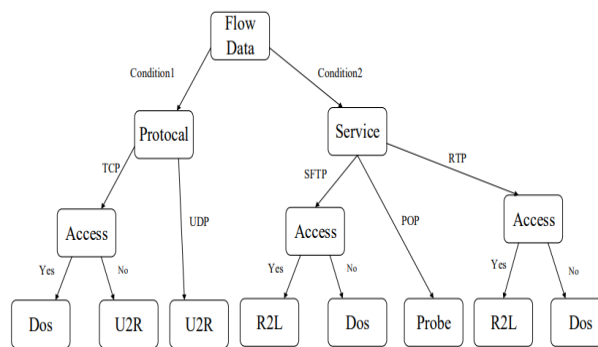 Flow
Data
Condition1
Condition2
Protocal
Service
TCP
UDP
SFTP
POP
RTP
Access
Access
Access
Yes
No
Yes
No
Yes
No
Dos
U2R
U2R
R2L
Dos
Probe
R2L
Dos